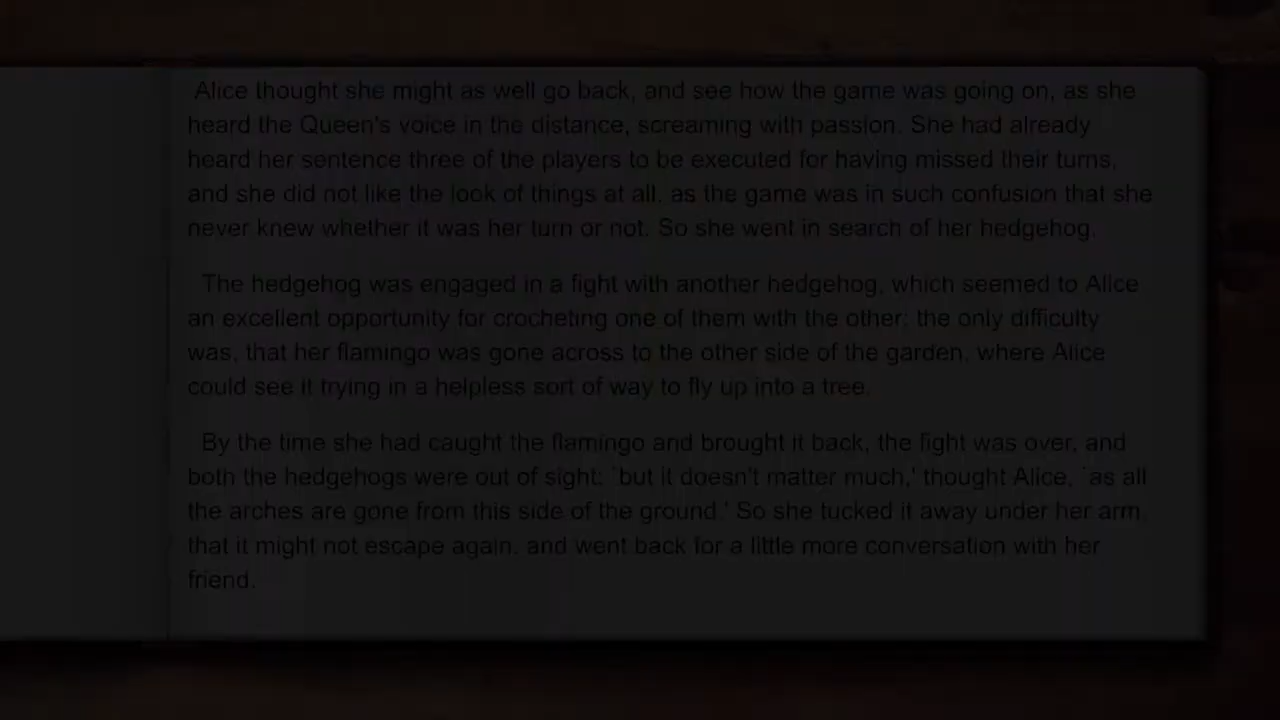 Alice thought she might as well go back, and see how the game was going on, as she
heard the Queen's voice in the distance, screaming with passion. She had already
heard her sentence three of the players to be executed for having missed their turns,
and she did not like the look of things at all, as the game was in such confusion that she
never knew whether it was her turn or not. So she went in search of her hedgehog.
The hedgehog was engaged in a fight with another hedgehog, which seemed to Alice
an excellent opportunity for crocheting one of them with the other: the only difficulty
was, that her flamingo was gone across to the other side of the garden, where Alice
could see it trying in a helpless sort of way to fly up into a tree.
By the time she had caught the flamingo and brought it back, the fight was over, and
both the hedgehogs were out of sight: `but it doesn't matter much,' thought Alice, `as all
the arches are gone from this side of the ground.' So she tucked it away under her arm,
that it might not escape again, and went back for a little more conversation with her
friend.